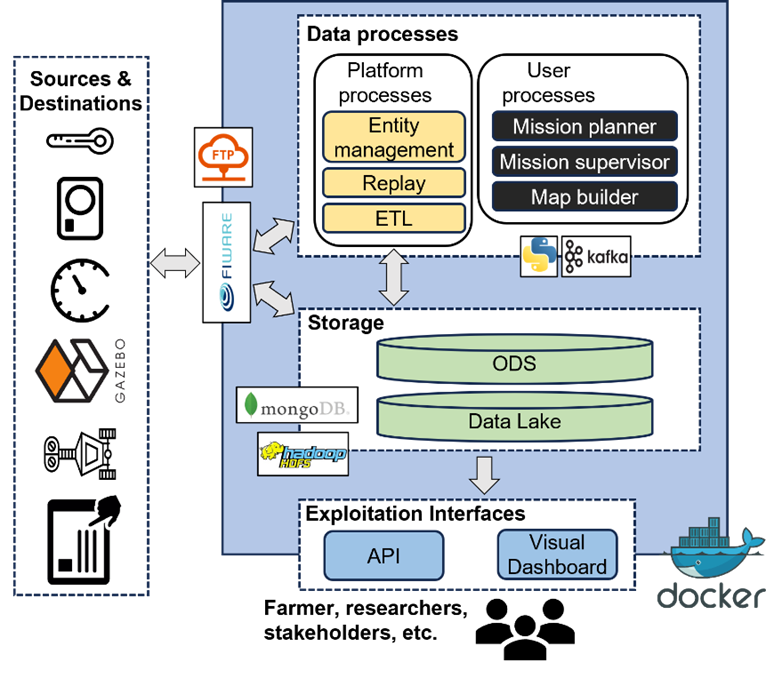 Sources &
Destinations
GAZEBO
FTP
FIWARE
Data processes
Platform
processes
Entity
management
Replay
ETL
User
processes
Mission planner
Mission supervisor
Map builder
kafka
Storage
ODS
Data Lake
mongoDB.
hadoop
HDFS
Exploitation Interfaces
API
Visual
Dashboard
docker
Farmer, researchers,
stakeholders, etc.